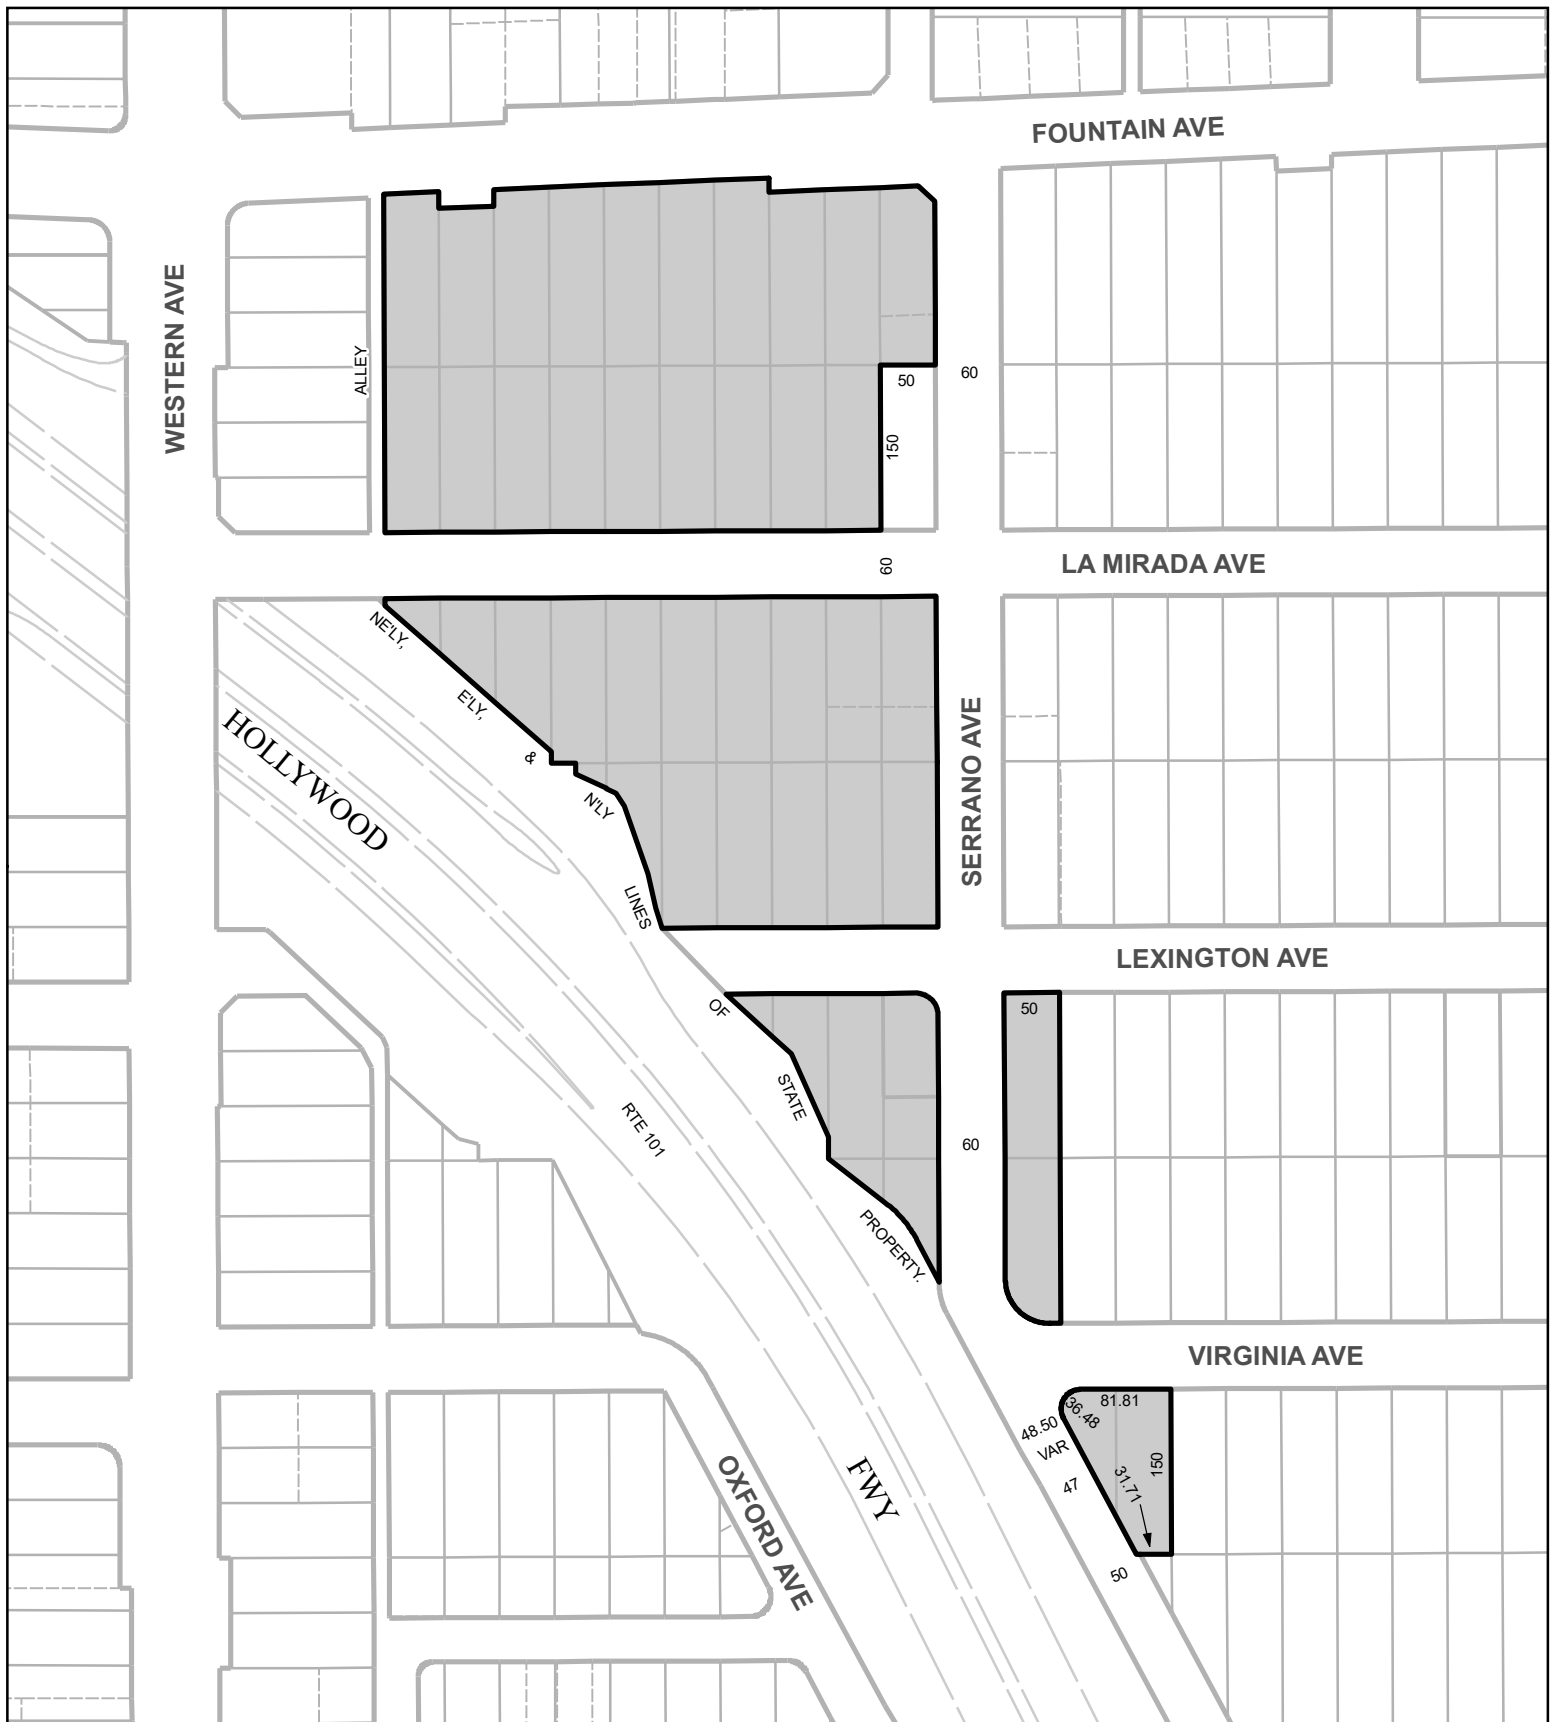 FOUNTAIN AVE
WESTERN AVE
ALLEY
50
60
150
60
LA MIRADA AVE
NE'LY,
E'LY,
&
N'LY
LINES
OF
STATE
PROPERTY.
HOLLYWOOD
SERRANO AVE
LEXINGTON AVE
50
RTE 101
60
VIRGINIA AVE
81.81
36.48
48.50
VAR
47
31.71
150
50
OXFORD AVE
FWY